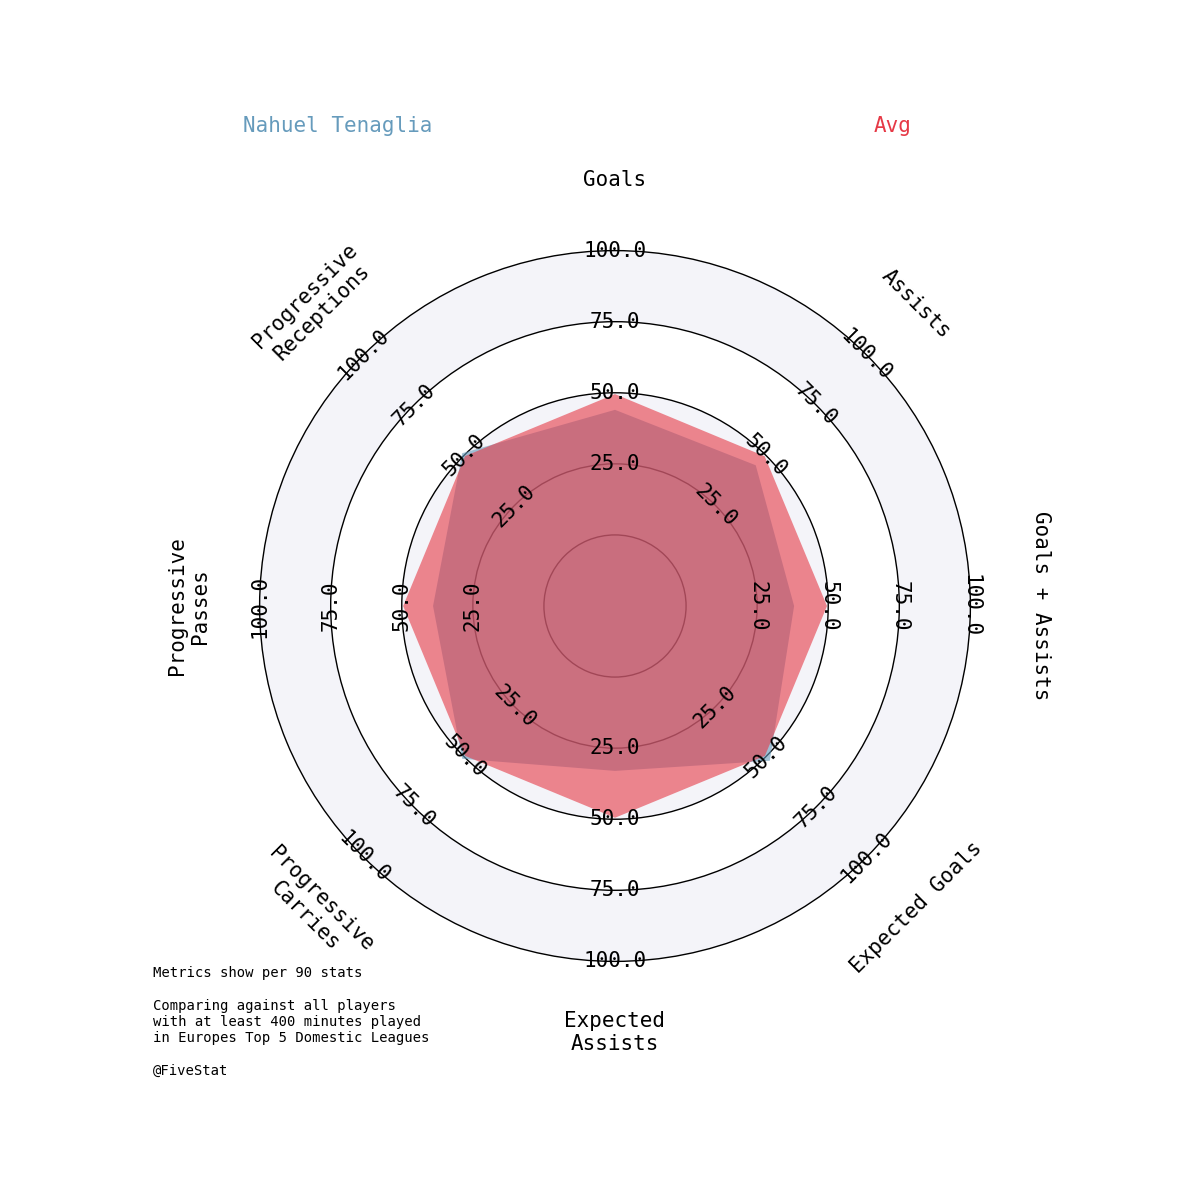 Nahuel Tenaglia
Avg
Goals
Progressive
Receptions
Assists
100.0
75.0
50.0
25.0
100.0
75.0
50.0
25.0
100.0
75.0
50.0
25.0
Progressive
Passes
100.0
75.0
50.0
25.0
25.0
50.0
75.0
100.0
Goals + Assists
25.0
50.0
75.0
100.0
25.0
50.0
75.0
100.0
25.0
50.0
75.0
100.0
Progressive
Carries
Expected Goals
Expected
Assists
Metrics show per 90 stats
Comparing against all players
with at least 400 minutes played
in Europes Top 5 Domestic Leagues
@FiveStat